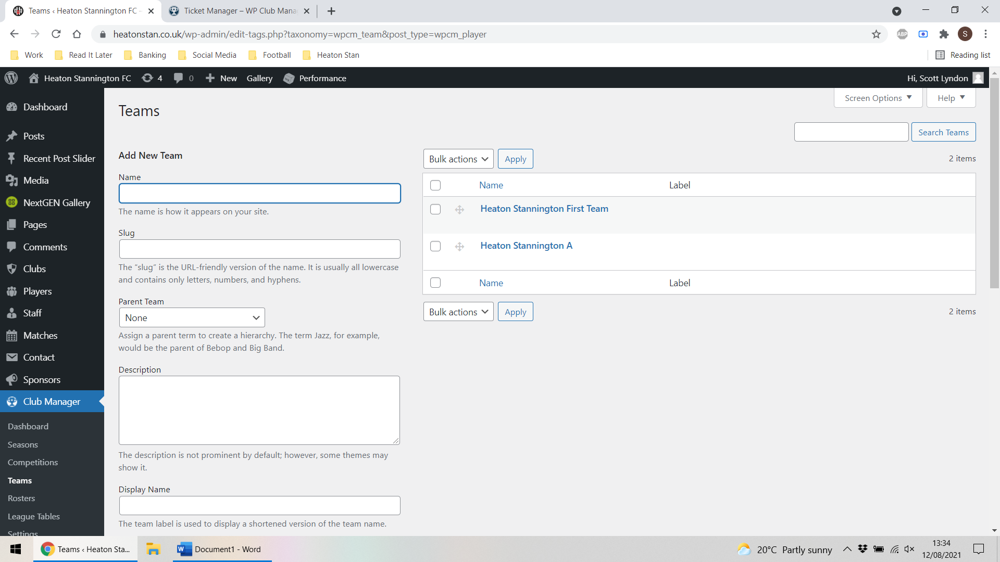 Teams ‹ Heaton Stannington FC –
Ticket Manager – WP Club Mana
heatonstan.co.uk/wp-admin/edit-tags.php?taxonomy=wpcm_team&post_type=wpcm_player
ABP
S
Work
Read It Later
Banking
Social Media
Football
Heaton Stan
Reading list
Heaton Stannington FC
4
0
New
Gallery
Performance
Hi, Scott Lyndon
Screen Options
Help
Dashboard
Posts
Recent Post Slider
Media
NextGEN Gallery
Pages
Comments
Clubs
Players
Staff
Matches
Contact
Sponsors
Club Manager
Dashboard
Seasons
Competitions
Teams
Rosters
League Tables
Settings
Teams
Search Teams
Add New Team
Name
The name is how it appears on your site.
Slug
The “slug” is the URL-friendly version of the name. It is usually all lowercase
and contains only letters, numbers, and hyphens.
Parent Team
None
Assign a parent term to create a hierarchy. The term Jazz, for example,
would be the parent of Bebop and Big Band.
Description
The description is not prominent by default; however, some themes may
show it.
Display Name
The team label is used to display a shortened version of the team name.
Bulk actions
Apply
2 items
Name
Label
Heaton Stannington First Team
Heaton Stannington A
Name
Label
Bulk actions
Apply
2 items
Teams ‹ Heaton Sta...
Document1 - Word
20°C Partly sunny
13:34
12/08/2021